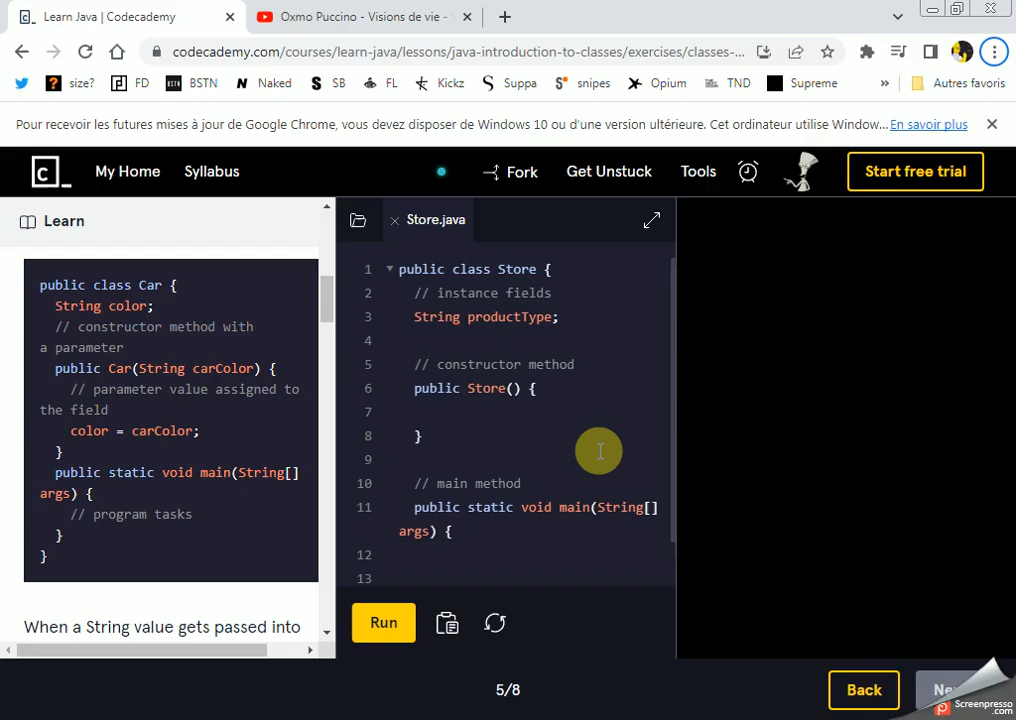 Learn Java | Codecademy
Oxmo Puccino - Visions de vie -
codecademy.com/courses/learn-java/lessons/java-introduction-to-classes/exercises/classes-...
size? FD BSTN Naked SB FL Kickz Suppa snipes Opium TND Supreme » Autres favoris
Pour recevoir les futures mises à jour de Google Chrome, vous devez disposer de Windows 10 ou d'une version ultérieure. Cet ordinateur utilise Window... En savoir plus
c_ My Home Syllabus Fork Get Unstuck Tools Start free trial
Learn
public class Car {
String color;
// constructor method with
a parameter
public Car(String carColor) {
// parameter value assigned to
the field
color = carColor;
}
public static void main(String[]
args) {
// program tasks
}
}
When a String value gets passed into
Store.java
1 public class Store {
2 // instance fields
3 String productType;
4
5 // constructor method
6 public Store() {
7
8 }
9
10 // main method
11 public static void main(String[]
args) {
12
13
Run
5/8
Back
Screenpresso
.com